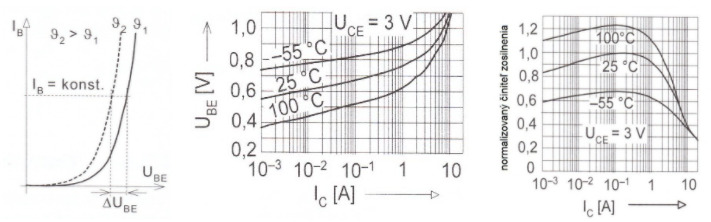 I_B
ϑ₂ > ϑ₁
ϑ₂ ϑ₁
I_B = konst.
U_BE
ΔU_BE
U_BE [V]
1,0
0,8
0,6
0,4
0,2
U_CE = 3 V
–55 °C
25 °C
100 °C
10⁻³ 10⁻² 10⁻¹ 1 10
I_C [A]
normalizovaný činiteľ zosilnenia
1,2
1,0
0,8
0,6
0,4
0,2
0
100°C
25 °C
–55 °C
U_CE = 3 V
10⁻³ 10⁻² 10⁻¹ 1 10
I_C [A]